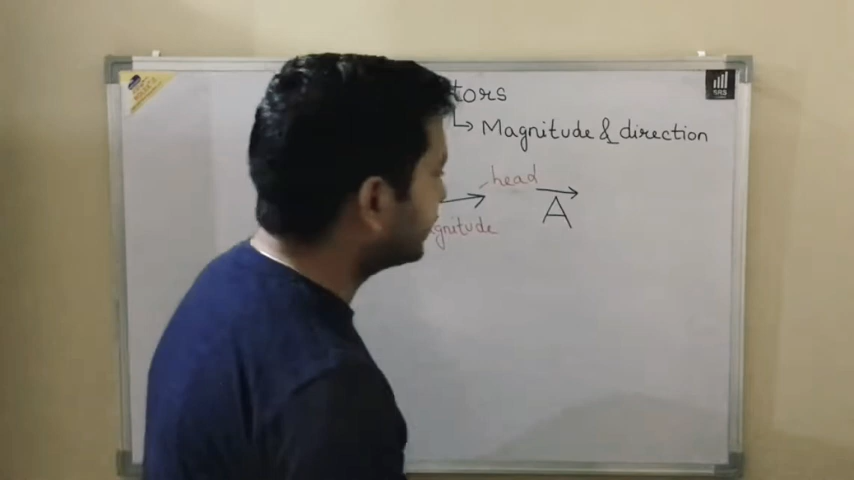 tors
↳ Magnitude & direction
head
A
gnitude